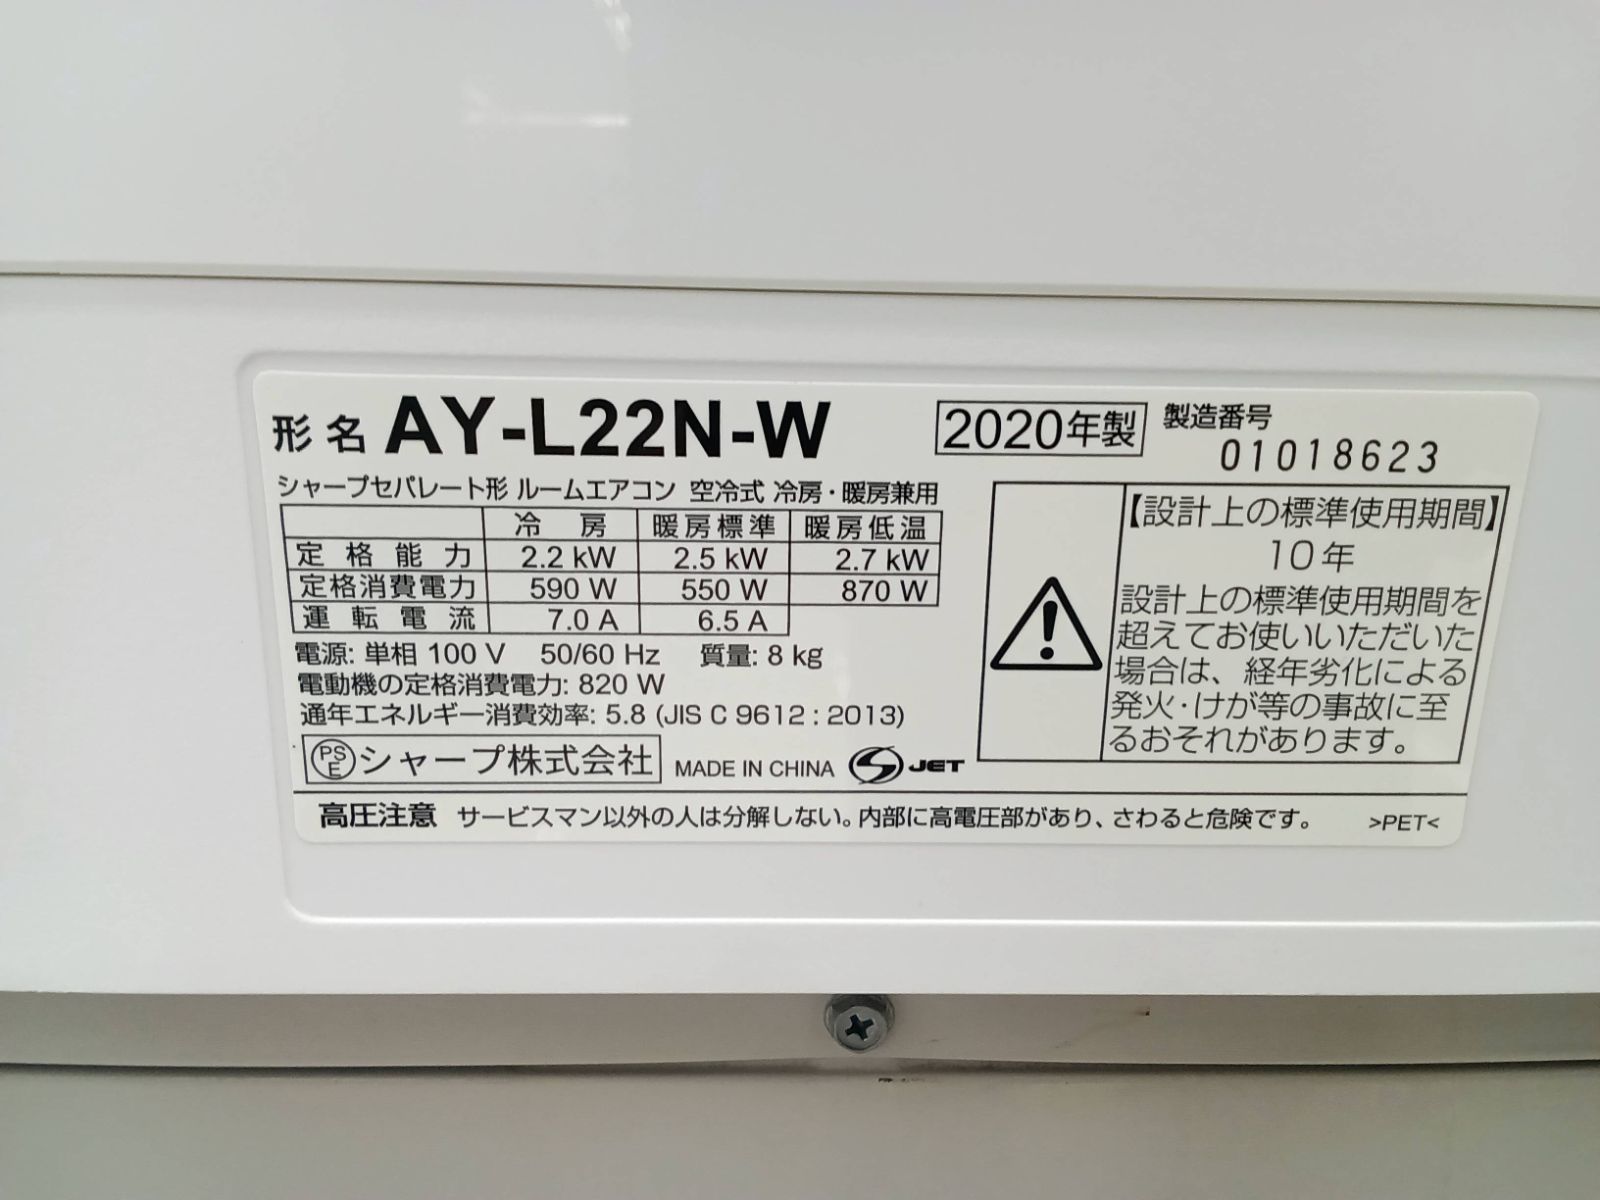 形名 AY-L22N-W 2020年製 製造番号
01018623
シャープセパレート形 ルームエアコン 空冷式 冷房・暖房兼用
冷房 暖房標準 暖房低温
定格能力 2.2 kW 2.5 kW 2.7 kW
定格消費電力 590 W 550 W 870 W
運転電流 7.0 A 6.5 A
電源: 単相 100 V 50/60 Hz 質量: 8 kg
電動機の定格消費電力: 820 W
通年エネルギー消費効率: 5.8 (JIS C 9612 : 2013)
PSE シャープ株式会社 MADE IN CHINA JET
【設計上の標準使用期間】
10年
設計上の標準使用期間を
超えてお使いいただいた
場合は、経年劣化による
発火・けが等の事故に至
るおそれがあります。
高圧注意 サービスマン以外の人は分解しない。内部に高電圧部があり、さわると危険です。 >PET<